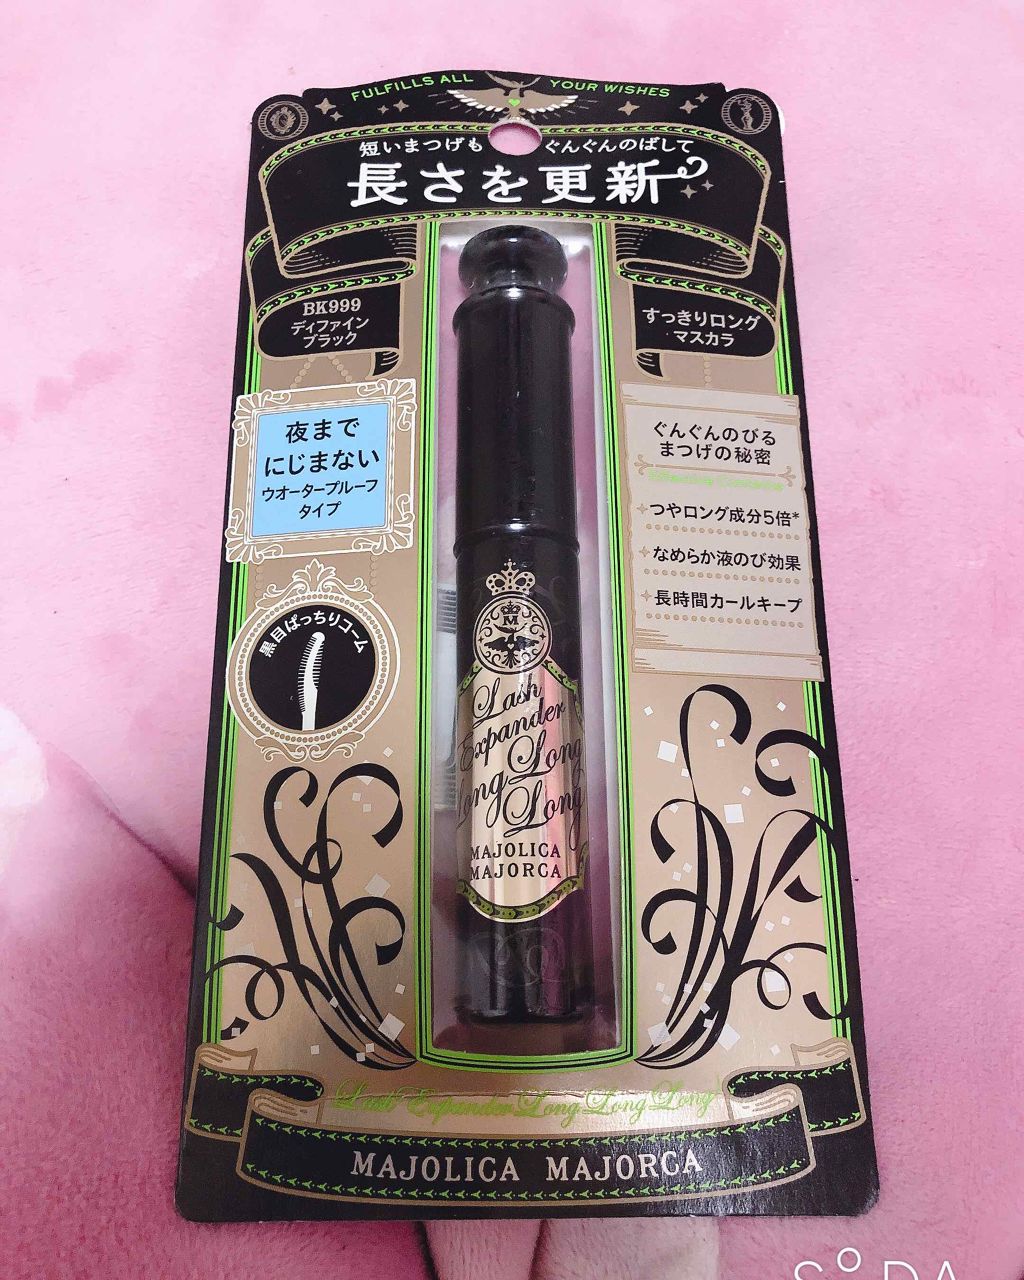 FULFILLS ALL YOUR WISHES
短いまつげも ぐんぐんのばして
長さを更新
BK999
ディファイン
ブラック
すっきりロング
マスカラ
夜まで
にじまない
ウオータープルーフ
タイプ
黒目ぱっちりコーム
ぐんぐんのびる
まつげの秘密
つやロング成分5倍*
なめらか液のび効果
長時間カールキープ
M
Lash
Expander
Long Long
Long
MAJOLICA
MAJORCA
Lash Expander Long Long Long
MAJOLICA MAJORCA